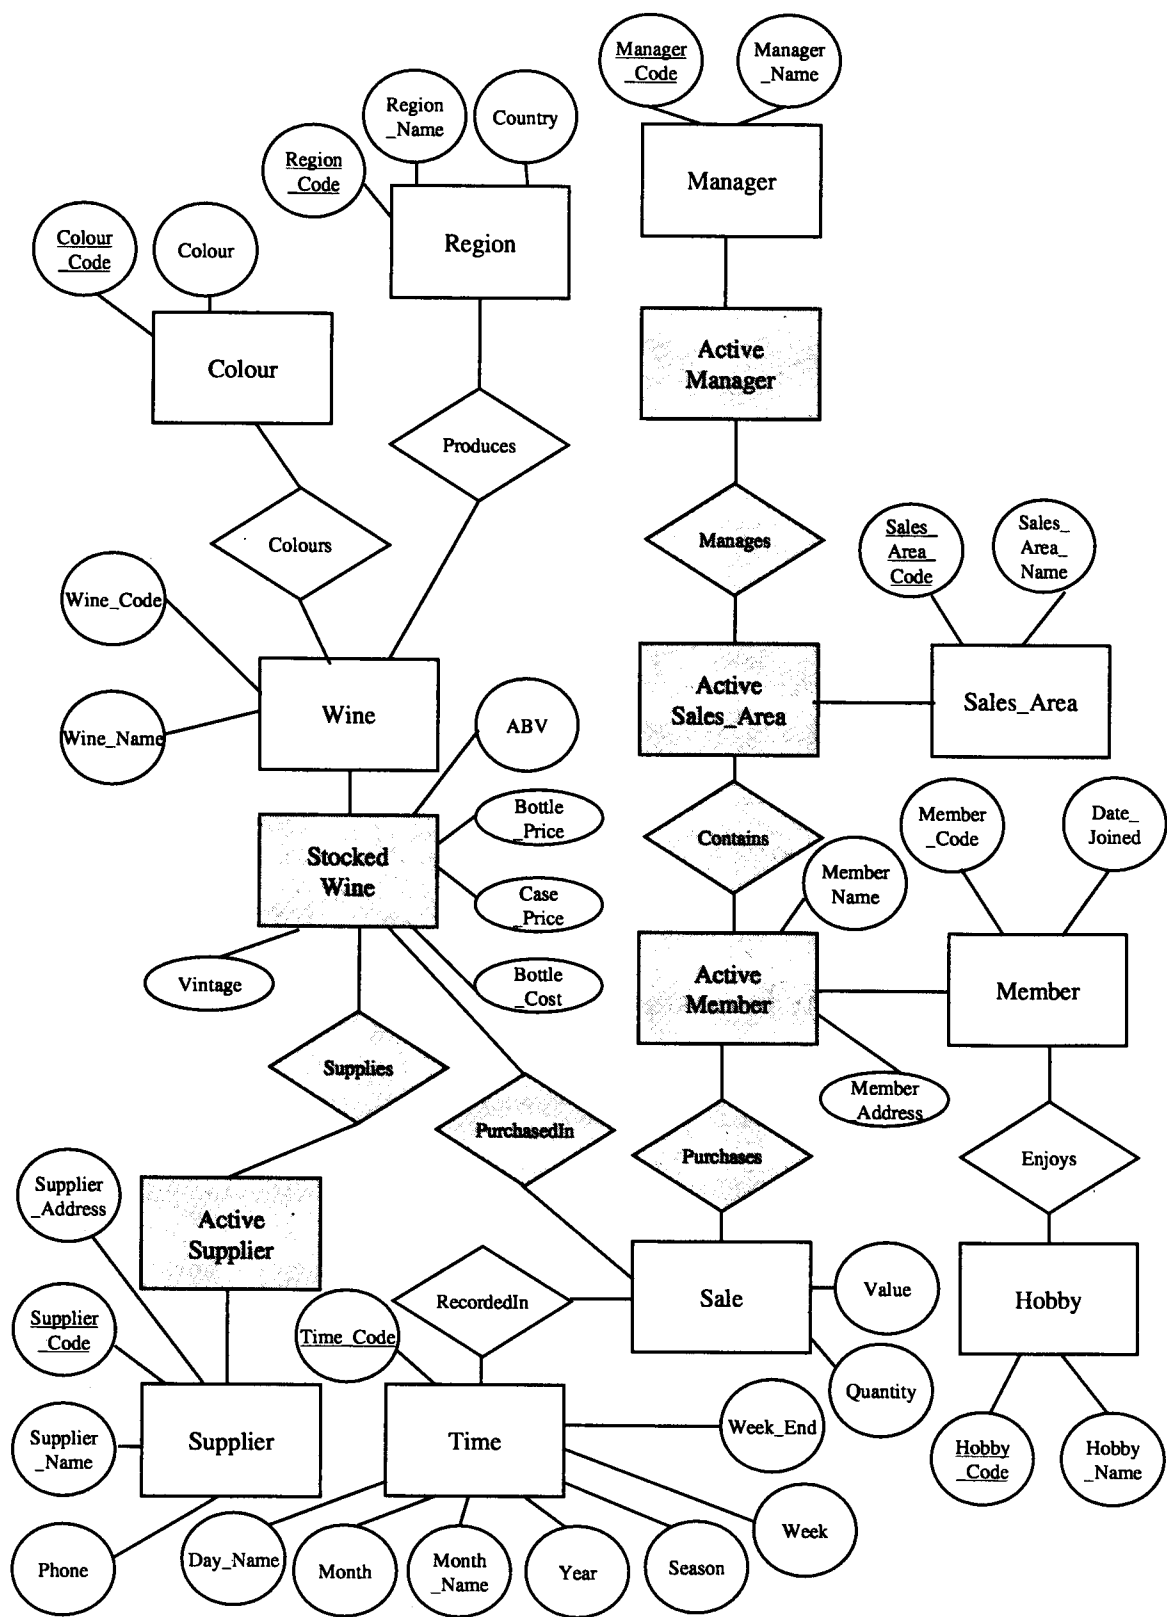 Manager
_Code
Manager
_Name
Region
_Name
Country
Region
_Code
Manager
Region
Colour
_Code
Colour
Active
Manager
Colour
Produces
Colours
Manages
Sales_
Area_
Code
Sales_
Area_
Name
Wine_Code
Wine
Wine_Name
ABV
Active
Sales_Area
Sales_Area
Bottle
_Price
Contains
Member
_Code
Date_
Joined
Stocked
Wine
Case
_Price
Member
Name
Vintage
Bottle
_Cost
Active
Member
Member
Supplies
Member
_Address
PurchasedIn
Purchases
Enjoys
Supplier
_Address
Active
Supplier
RecordedIn
Sale
Value
Hobby
Supplier
_Code
Time_Code
Quantity
Supplier
_Name
Supplier
Time
Week_End
Hobby
_Code
Hobby
_Name
Phone
Day_Name
Month
Month
_Name
Year
Season
Week